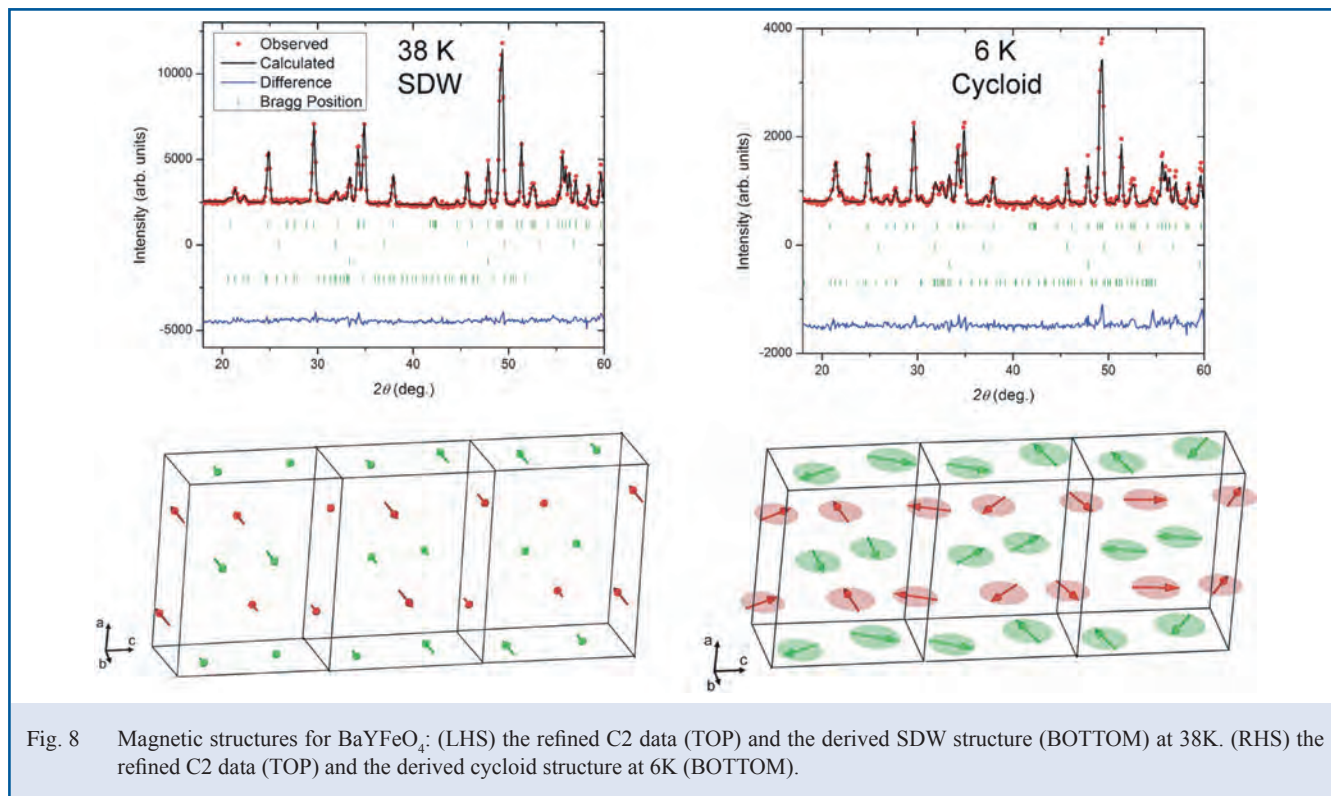 Observed
Calculated
Difference
Bragg Position
38 K
SDW
10000
5000
0
-5000
Intensity (arb. units)
20 30 40 50 60
2θ (deg.)
6 K
Cycloid
4000
2000
0
-2000
Intensity (arb. units)
20 30 40 50 60
2θ (deg.)
a
b
c
a
b
c
Fig. 8 Magnetic structures for BaYFeO₄: (LHS) the refined C2 data (TOP) and the derived SDW structure (BOTTOM) at 38K. (RHS) the
refined C2 data (TOP) and the derived cycloid structure at 6K (BOTTOM).